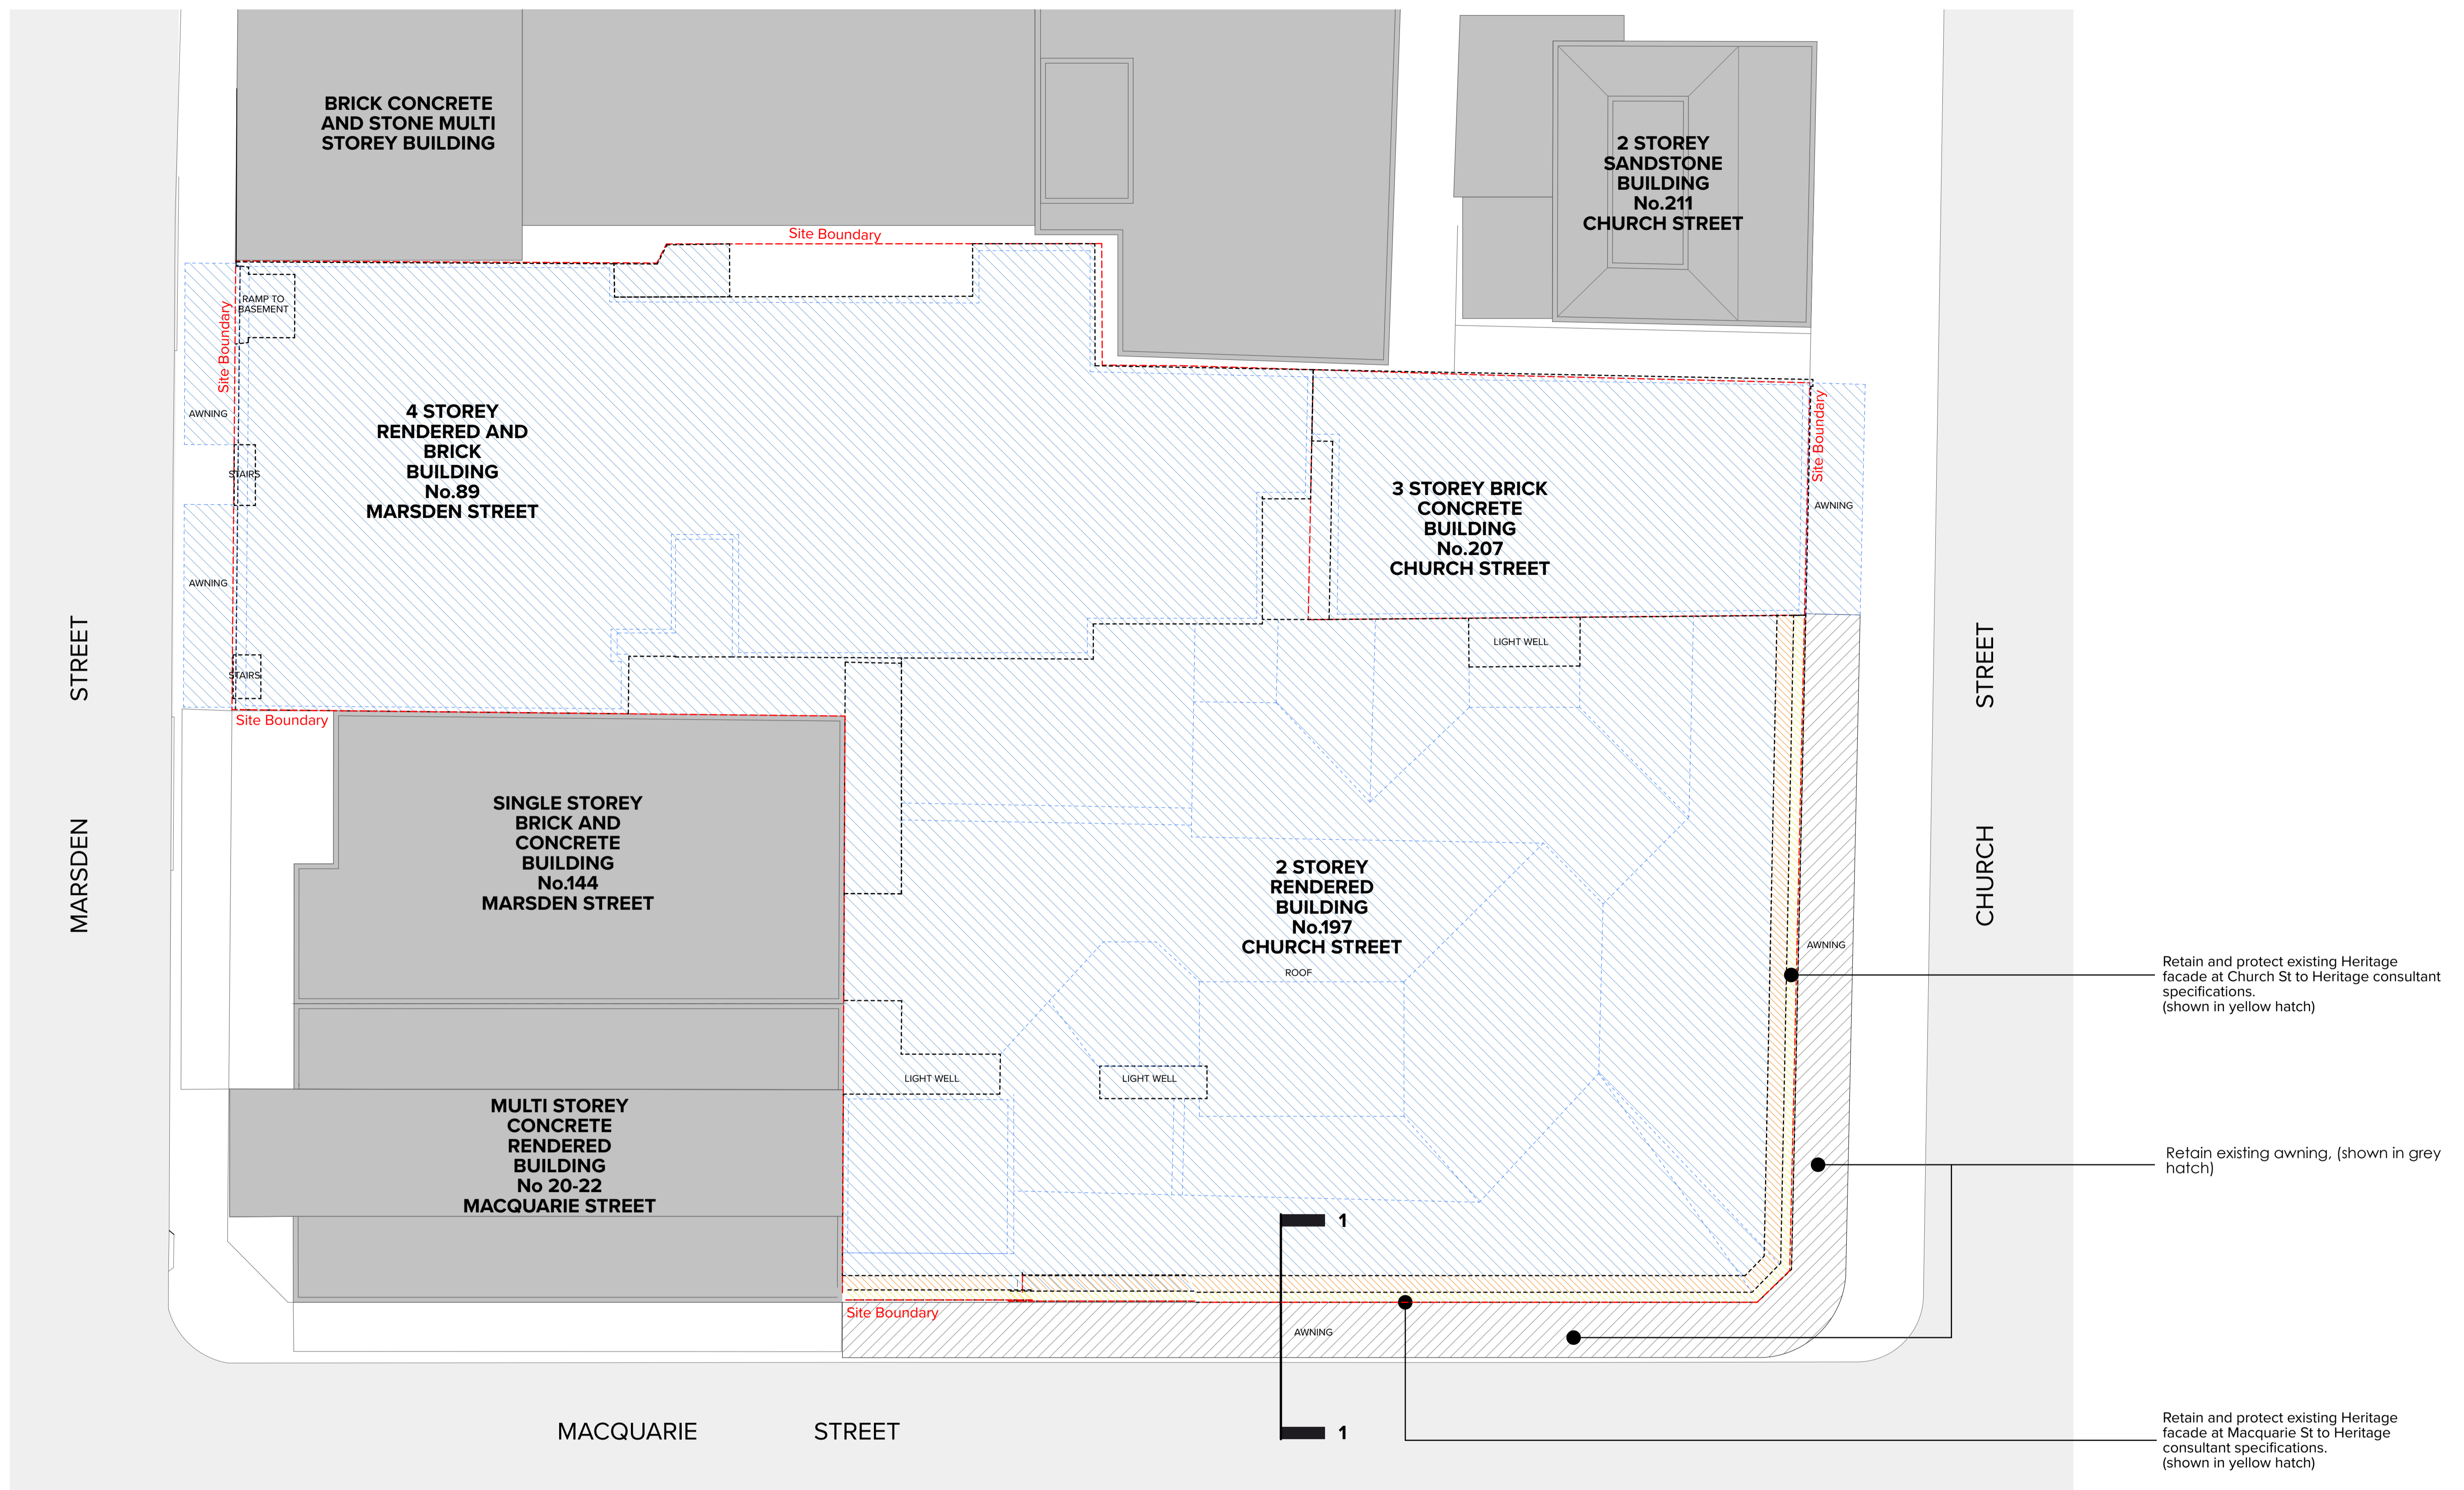 BRICK CONCRETE
AND STONE MULTI
STOREY BUILDING
2 STOREY
SANDSTONE
BUILDING
No.211
CHURCH STREET
Site Boundary
RAMP TO
BASEMENT
Site Boundary
AWNING
STAIRS
AWNING
STAIRS
Site Boundary
4 STOREY
RENDERED AND
BRICK
BUILDING
No.89
MARSDEN STREET
3 STOREY BRICK
CONCRETE
BUILDING
No.207
CHURCH STREET
Site Boundary
AWNING
LIGHT WELL
MARSDEN STREET
CHURCH STREET
SINGLE STOREY
BRICK AND
CONCRETE
BUILDING
No.144
MARSDEN STREET
2 STOREY
RENDERED
BUILDING
No.197
CHURCH STREET
ROOF
AWNING
Retain and protect existing Heritage
facade at Church St to Heritage consultant
specifications.
(shown in yellow hatch)
LIGHT WELL
LIGHT WELL
MULTI STOREY
CONCRETE
RENDERED
BUILDING
No 20-22
MACQUARIE STREET
Retain existing awning, (shown in grey
hatch)
1
Site Boundary
AWNING
MACQUARIE STREET
1
Retain and protect existing Heritage
facade at Macquarie St to Heritage
consultant specifications.
(shown in yellow hatch)